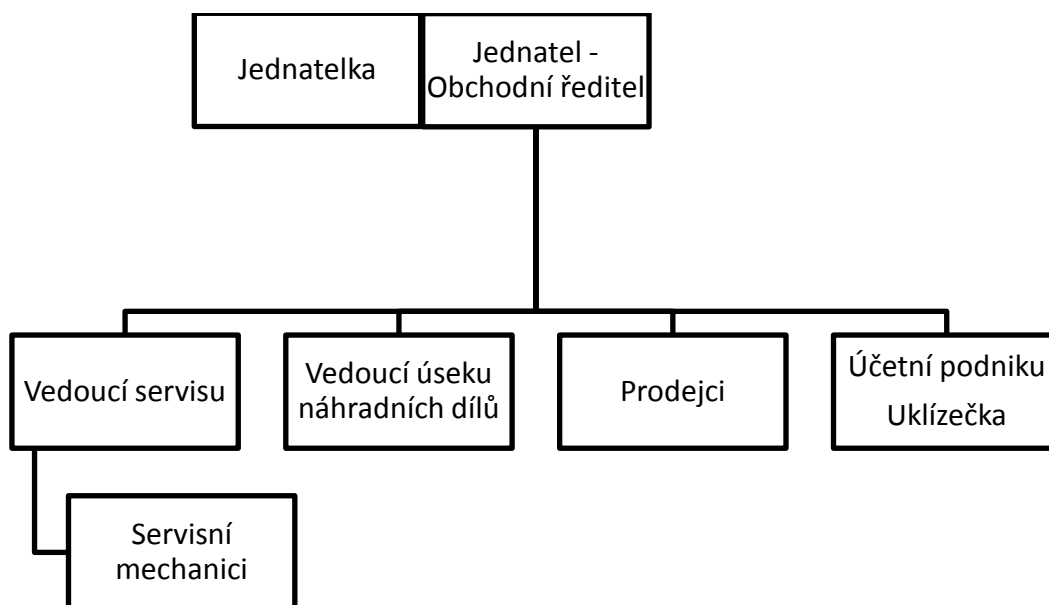 Jednatelka
Jednatel -
Obchodní ředitel
Vedoucí servisu
Vedoucí úseku
náhradních dílů
Prodejci
Účetní podniku
Uklízečka
Servisní
mechanici